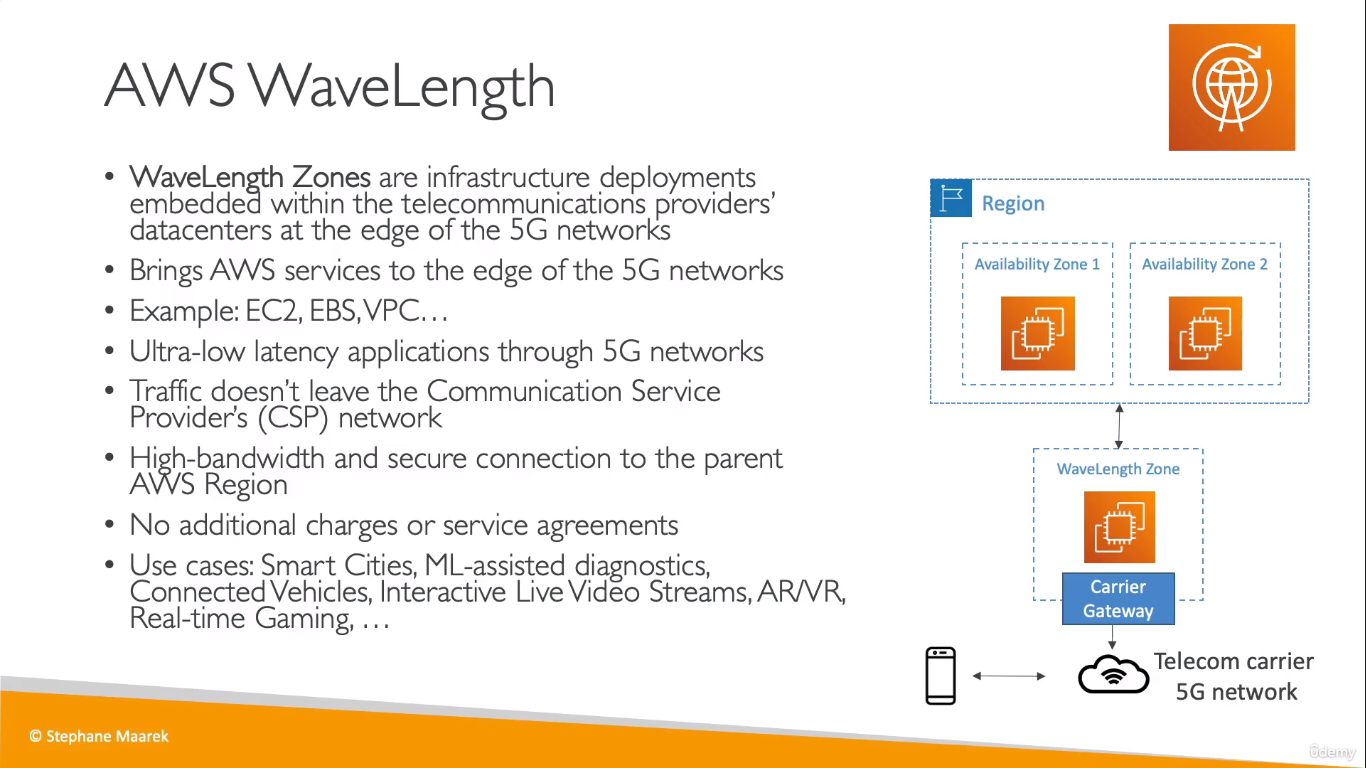 AWS WaveLength
• WaveLength Zones are infrastructure deployments
embedded within the telecommunications providers’
datacenters at the edge of the 5G networks
• Brings AWS services to the edge of the 5G networks
• Example: EC2, EBS, VPC…
• Ultra-low latency applications through 5G networks
• Traffic doesn’t leave the Communication Service
Provider’s (CSP) network
• High-bandwidth and secure connection to the parent
AWS Region
• No additional charges or service agreements
• Use cases: Smart Cities, ML-assisted diagnostics,
Connected Vehicles, Interactive Live Video Streams, AR/VR,
Real-time Gaming, …
Region
Availability Zone 1
Availability Zone 2
WaveLength Zone
Carrier
Gateway
Telecom carrier
5G network
© Stephane Maarek
ûdemy